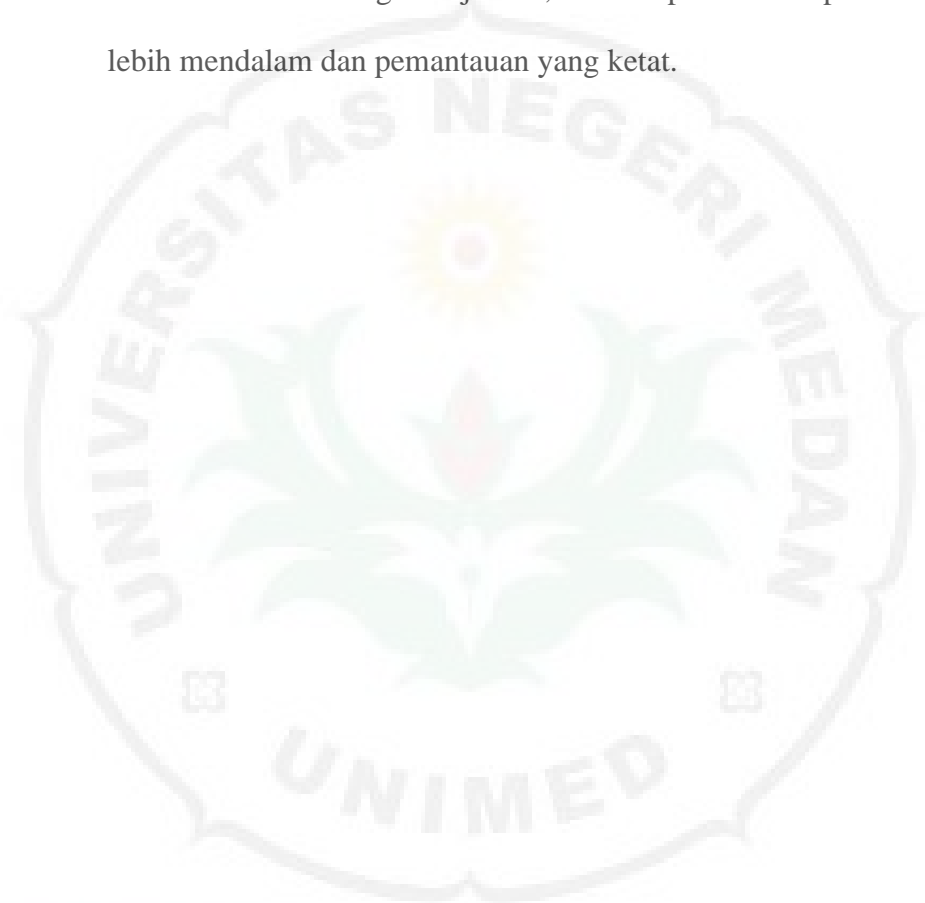 lebih mendalam dan pemantauan yang ketat.
UNIVERSITAS NEGERI MEDAN
UNIMED